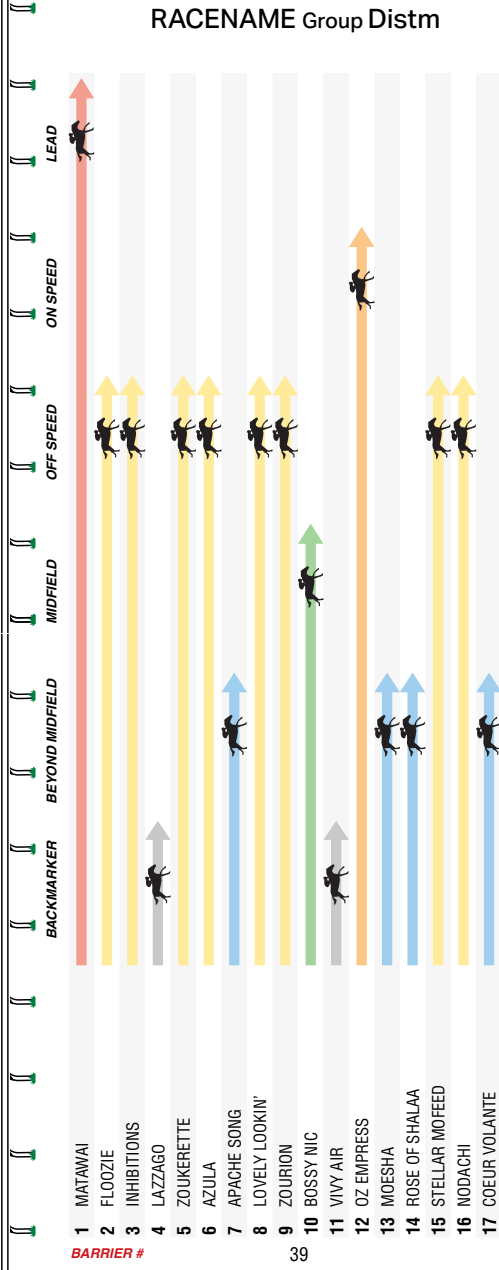 RACENAME Group Distm
LEAD
ON SPEED
OFF SPEED
MIDFIELD
BEYOND MIDFIELD
BACKMARKER
1 MATAWAI
2 FLOOZIE
3 INHIBITIONS
4 LAZZAGO
5 ZOUKERETTE
6 AZULA
7 APACHE SONG
8 LOVELY LOOKIN'
9 ZOURION
10 BOSSY NIC
11 VIVY AIR
12 OZ EMPRESS
13 MOESHA
14 ROSE OF SHALAA
15 STELLAR MOFEED
16 NODACHI
17 COEUR VOLANTE
BARRIER #
39